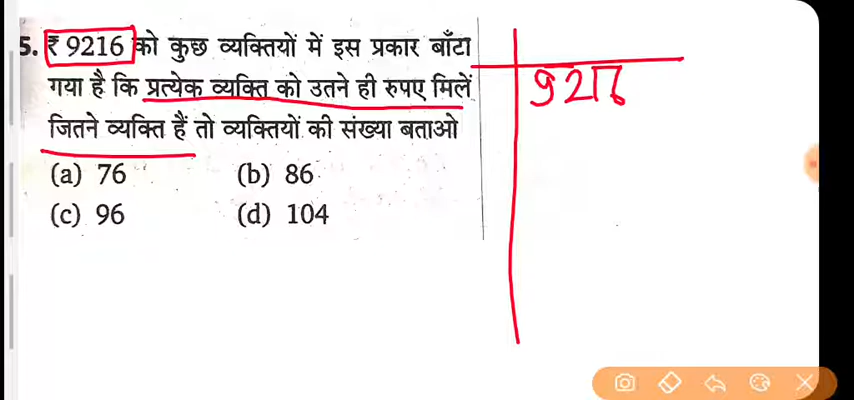 5. ₹ 9216 को कुछ व्यक्तियों में इस प्रकार बाँटा
गया है कि प्रत्येक व्यक्ति को उतने ही रुपए मिलें
जितने व्यक्ति हैं तो व्यक्तियों की संख्या बताओ
(a) 76 (b) 86
(c) 96 (d) 104
9216